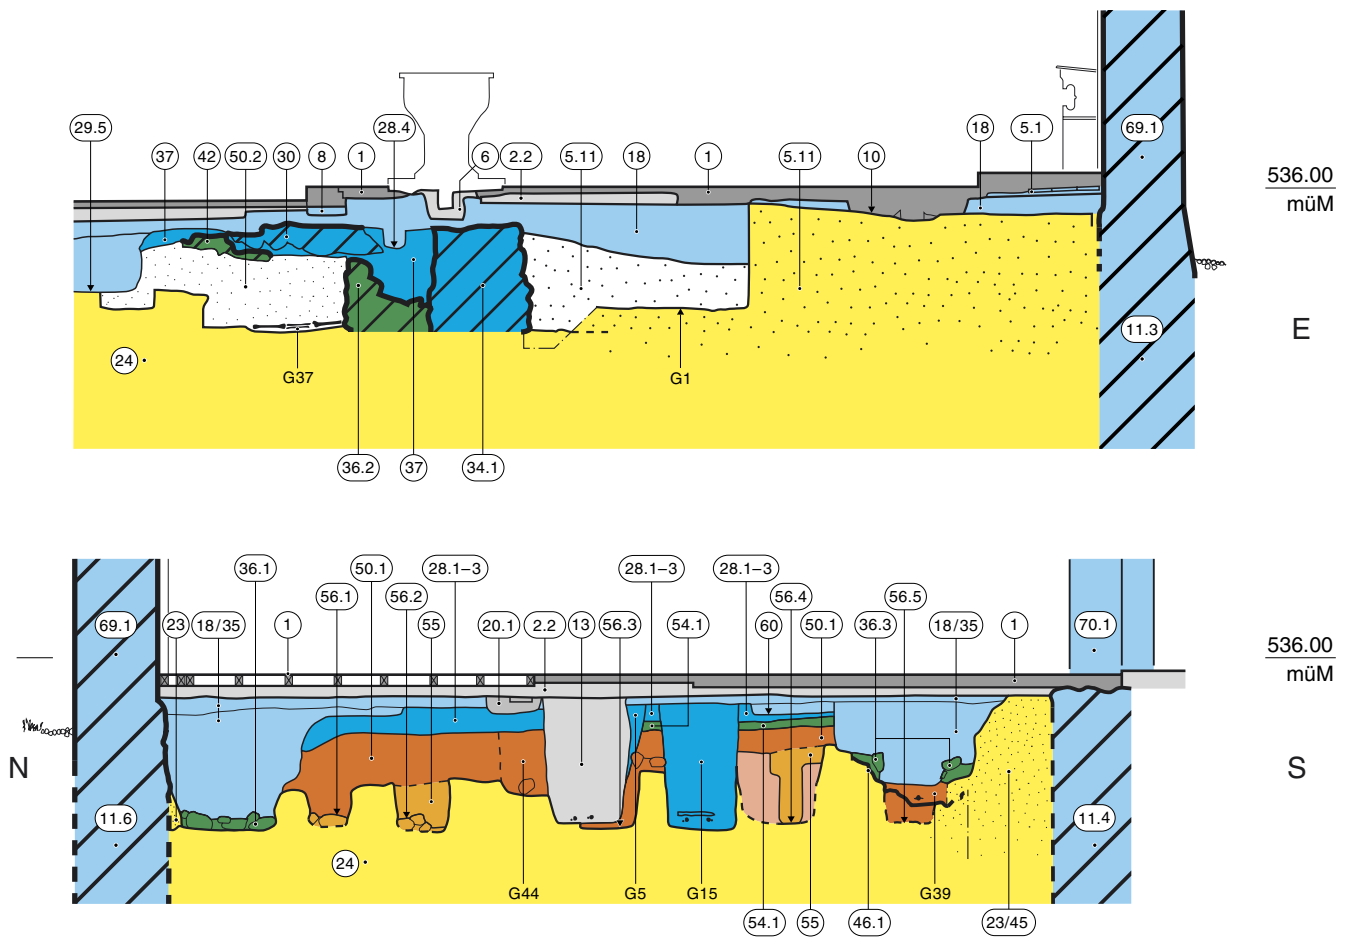 29.5 28.4 69.1
37 42 50.2 30 8 1 6 2.2 5.11 18 1 5.11 10 18 5.1
536.00
müM
11.3 E
24
G37 G1
36.2 37 34.1
36.1 50.1 28.1–3 28.1–3 28.1–3 56.4 56.5
56.1 56.2 56.3 54.1
69.1 23 18/35 1 55 20.1 2.2 13 60 50.1 36.3 18/35 1 70.1
536.00
müM
N S
11.6 11.4
24
G44 G5 G15 G39
54.1 55 46.1 23/45